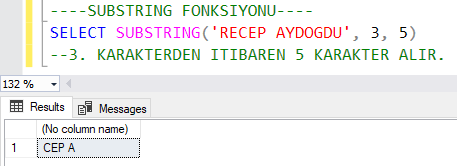 ----SUBSTRING FONKSIYONU----
SELECT SUBSTRING('RECEP AYDOGDU', 3, 5)
--3. KARAKTERDEN ITIBAREN 5 KARAKTER ALIR.
132 %
Results Messages
(No column name)
1 CEP A